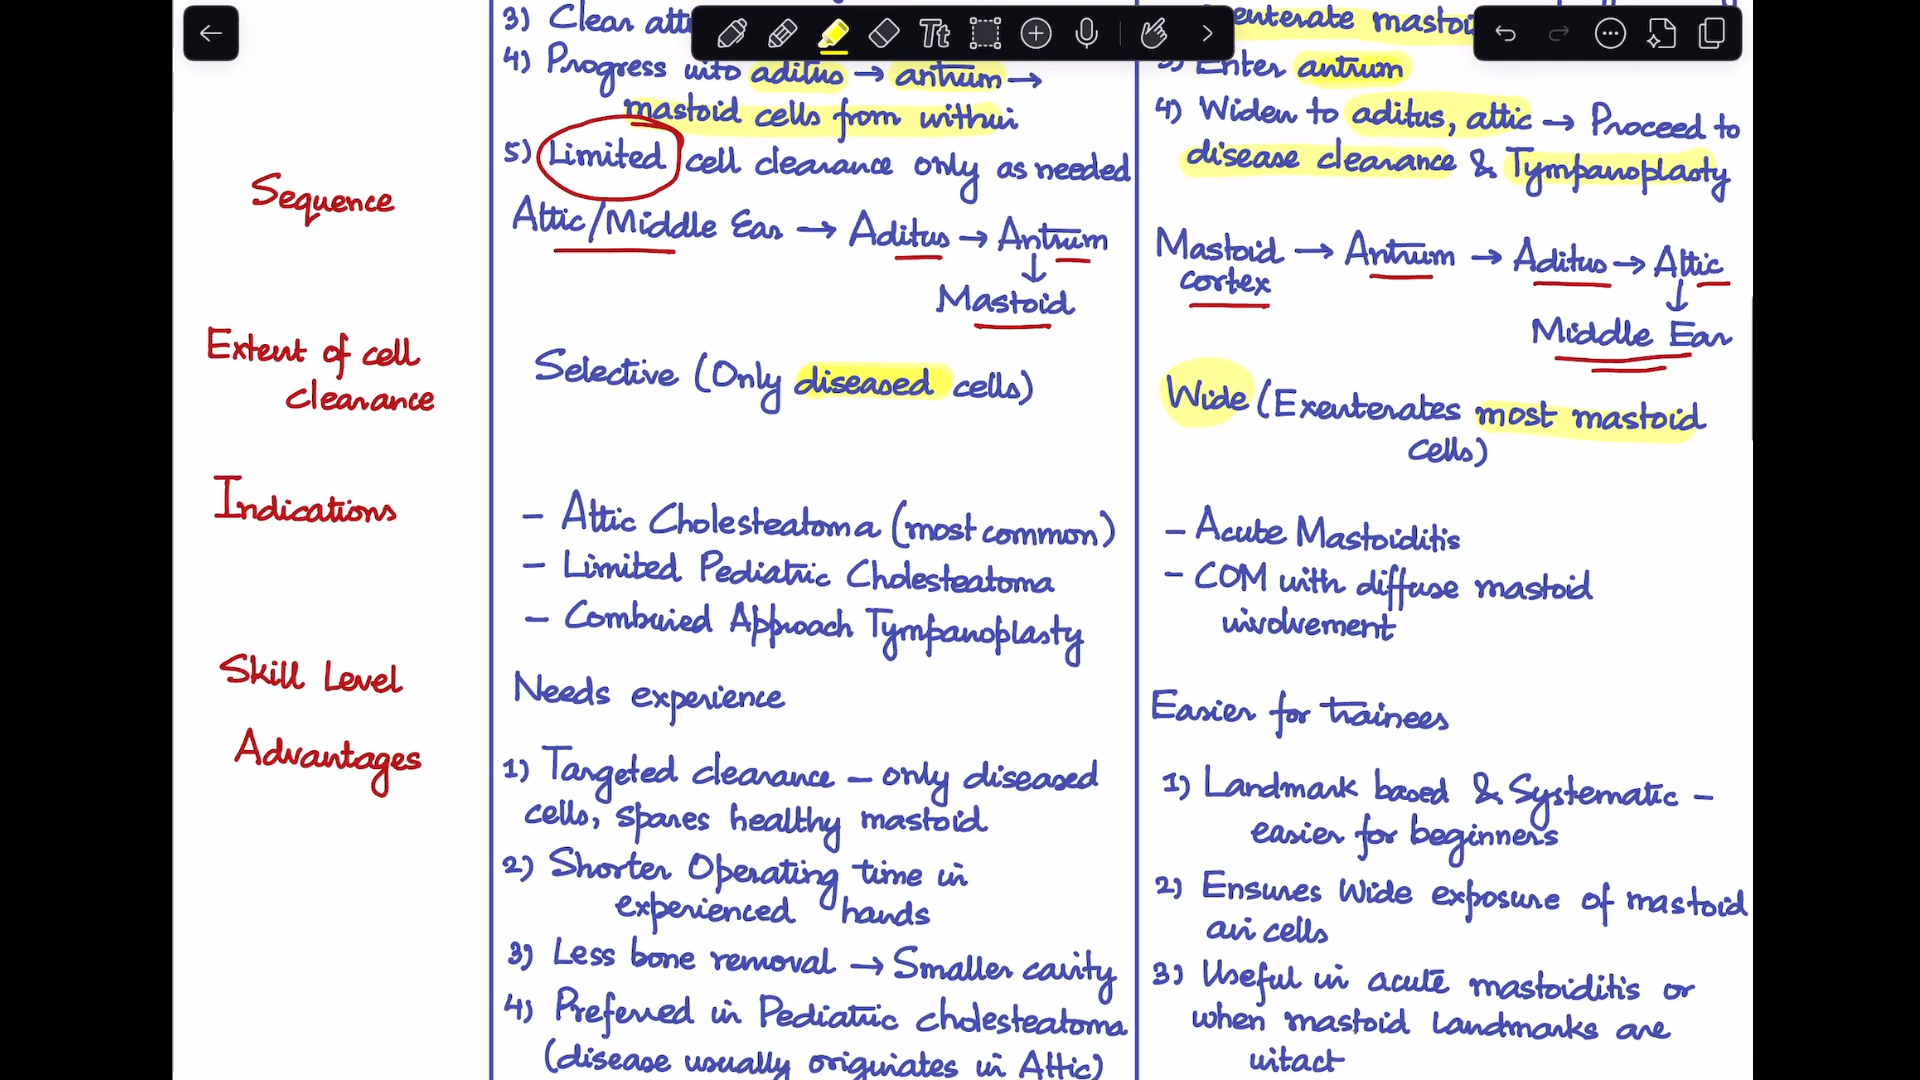 3) Clear
4) Progress into aditus → antrum →
mastoid cells from within
5) Limited cell clearance only as needed
Sequence
Attic/Middle Ear → Aditus → Antrum
↓
Mastoid
Extent of cell
clearance
Selective (Only diseased cells)
Indications
- Attic Cholesteatoma (most common)
- Limited Pediatric Cholesteatoma
- Combined Approach Tympanoplasty
Skill Level
Needs experience
Advantages
1) Targeted clearance - only diseased
cells, spares healthy mastoid
2) Shorter Operating time in
experienced hands
3) Less bone removal → Smaller cavity
4) Preferred in Pediatric cholesteatoma
(disease usually originates in Attic)
Tt
Enter antrum
4) Widen to aditus, attic → Proceed to
disease clearance & Tympanoplasty
Mastoid → Antrum → Aditus → Attic
cortex
↓
Middle Ear
Wide (Exenterates most mastoid
cells)
- Acute Mastoiditis
- COM with diffuse mastoid
involvement
Easier for trainees
1) Landmark based & Systematic -
easier for beginners
2) Ensures Wide exposure of mastoid
air cells
3) Useful in acute mastoiditis or
when mastoid landmarks are
intact